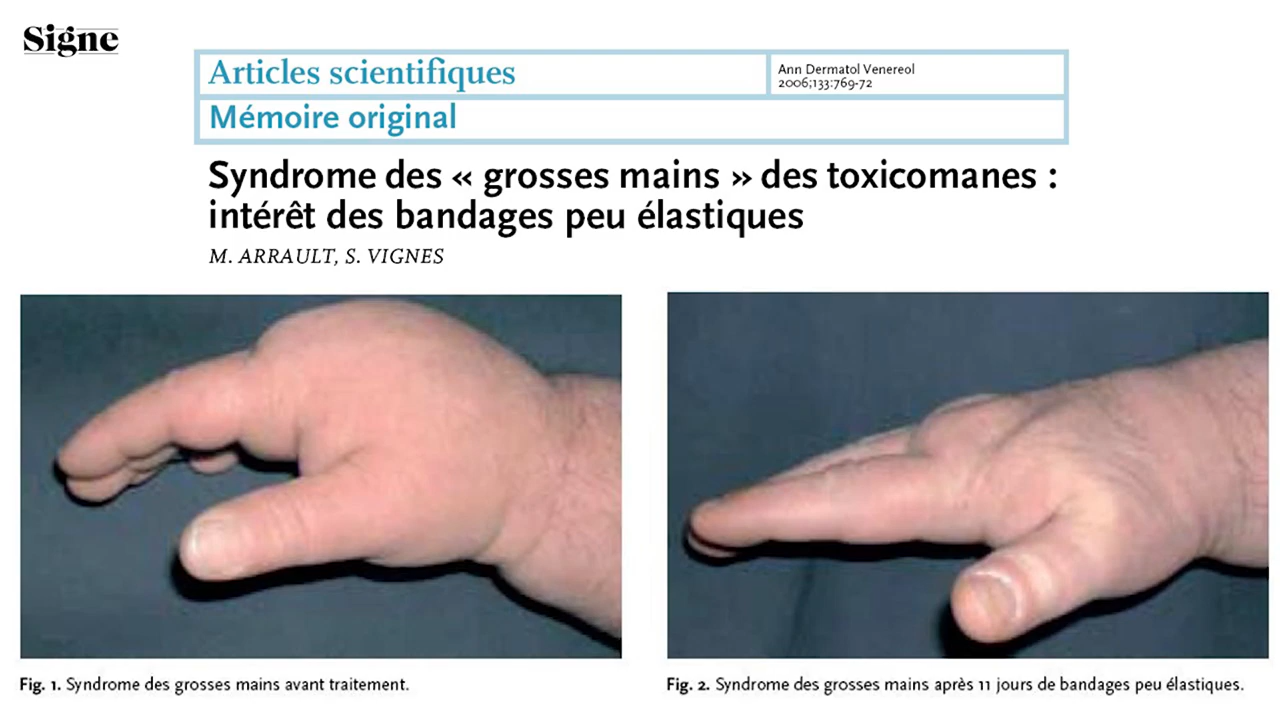 Signe
Articles scientifiques
Ann Dermatol Venereol
2006;133:769-72
Mémoire original
Syndrome des « grosses mains » des toxicomanes :
intérêt des bandages peu élastiques
M. ARRAULT, S. VIGNES
Fig. 1. Syndrome des grosses mains avant traitement.
Fig. 2. Syndrome des grosses mains après 11 jours de bandages peu élastiques.